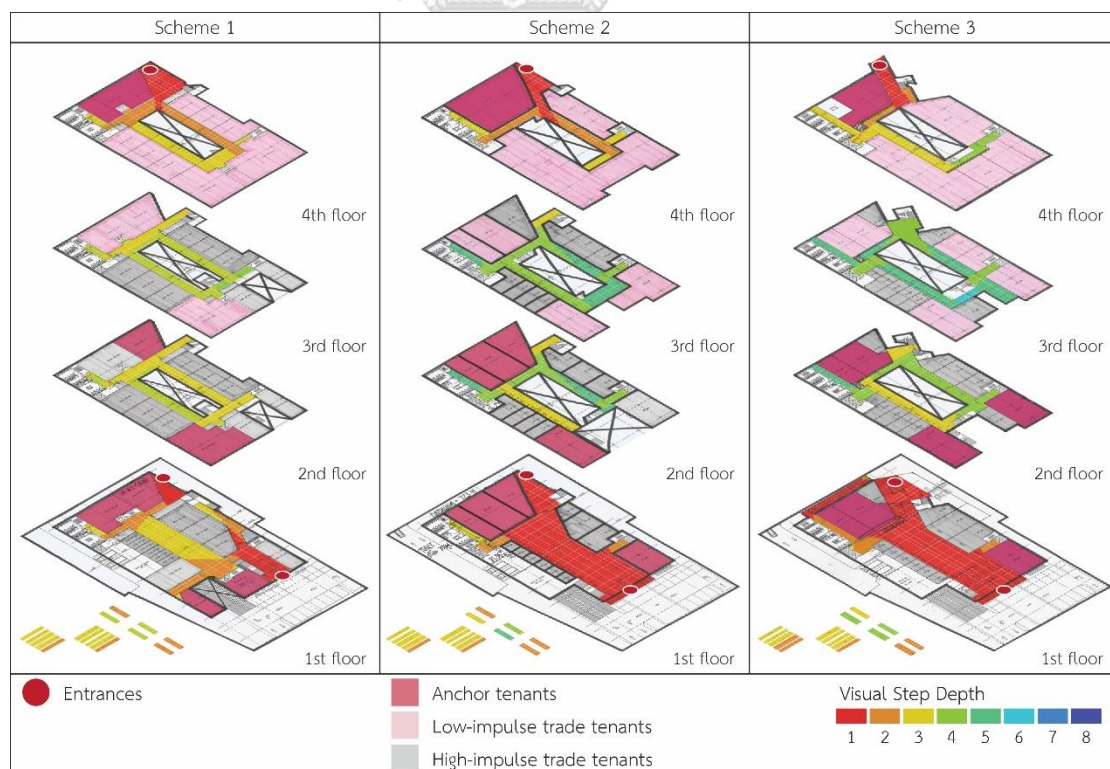 Scheme 1
Scheme 2
Scheme 3
4th floor
4th floor
4th floor
3rd floor
3rd floor
3rd floor
2nd floor
2nd floor
2nd floor
1st floor
1st floor
1st floor
Entrances
Anchor tenants
Low-impulse trade tenants
High-impulse trade tenants
Visual Step Depth
1 2 3 4 5 6 7 8